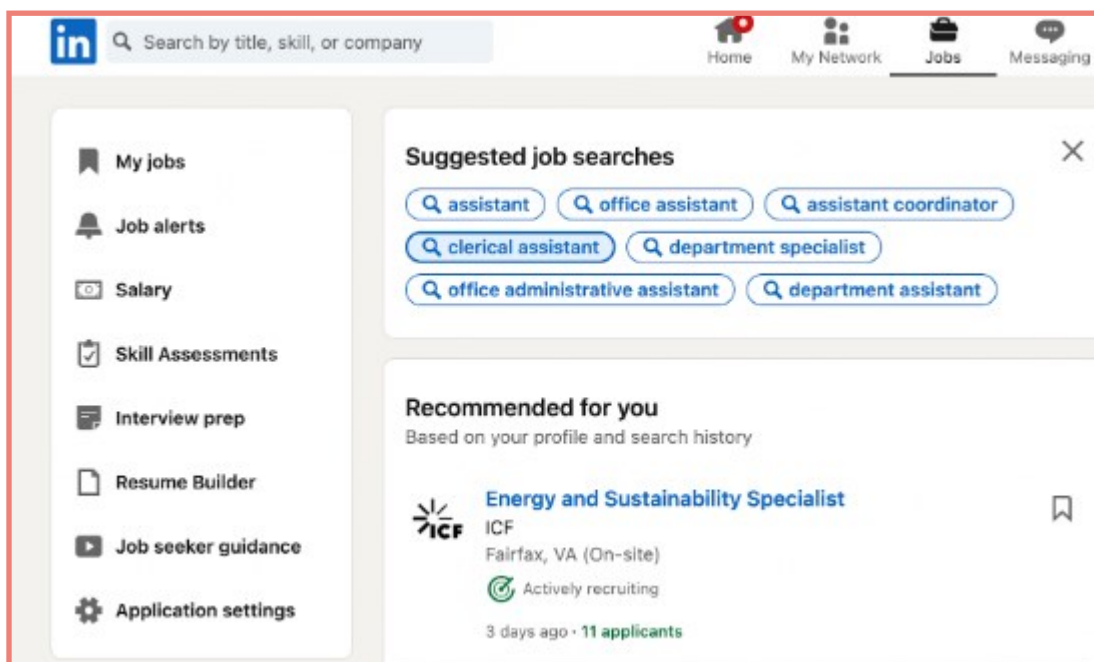 in
Search by title, skill, or company
Home
My Network
Jobs
Messaging
My jobs
Job alerts
Salary
Skill Assessments
Interview prep
Resume Builder
Job seeker guidance
Application settings
Suggested job searches
assistant
office assistant
assistant coordinator
clerical assistant
department specialist
office administrative assistant
department assistant
Recommended for you
Based on your profile and search history
ICF
Energy and Sustainability Specialist
ICF
Fairfax, VA (On-site)
Actively recruiting
3 days ago · 11 applicants